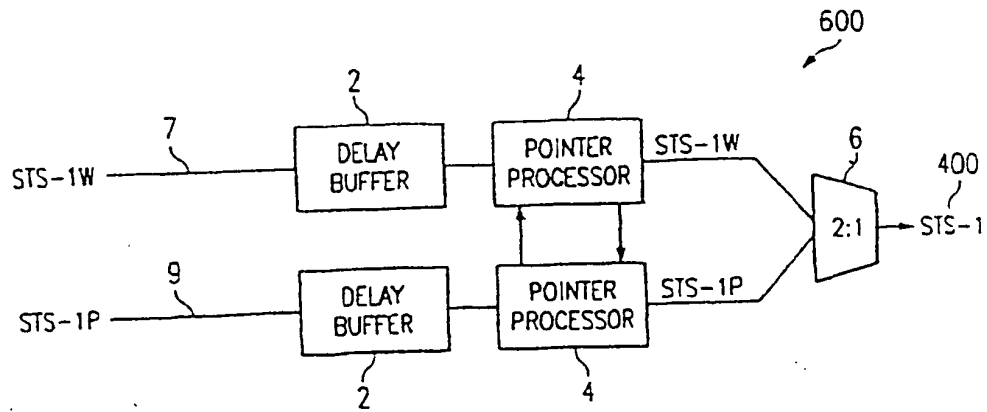 600
2
4
7
DELAY
BUFFER
POINTER
PROCESSOR
STS-1W
STS-1W
6
400
2:1
STS-1
9
DELAY
BUFFER
POINTER
PROCESSOR
STS-1P
STS-1P
2
4